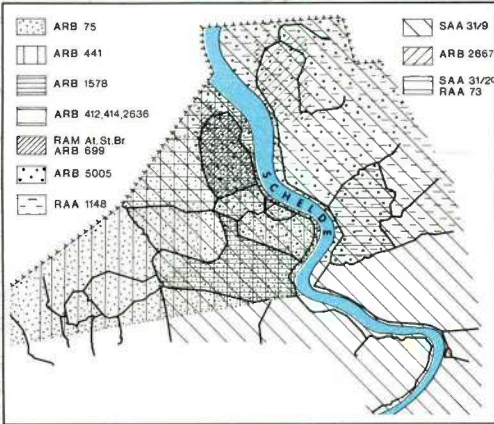 ARB 75
ARB 441
ARB 1578
ARB 412,414,2636
RAM At.St.Br
ARB 699
ARB 5005
RAA 1148
SAA 31/9
ARB 2667
SAA 31/20
RAA 73
SCHELDE